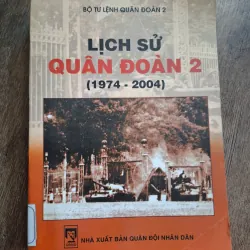 BỘ TƯ LỆNH QUÂN ĐOÀN 2
LỊCH SỬ
QUÂN ĐOÀN 2
(1974 - 2004)
NHÀ XUẤT BẢN QUÂN ĐỘI NHÂN DÂN